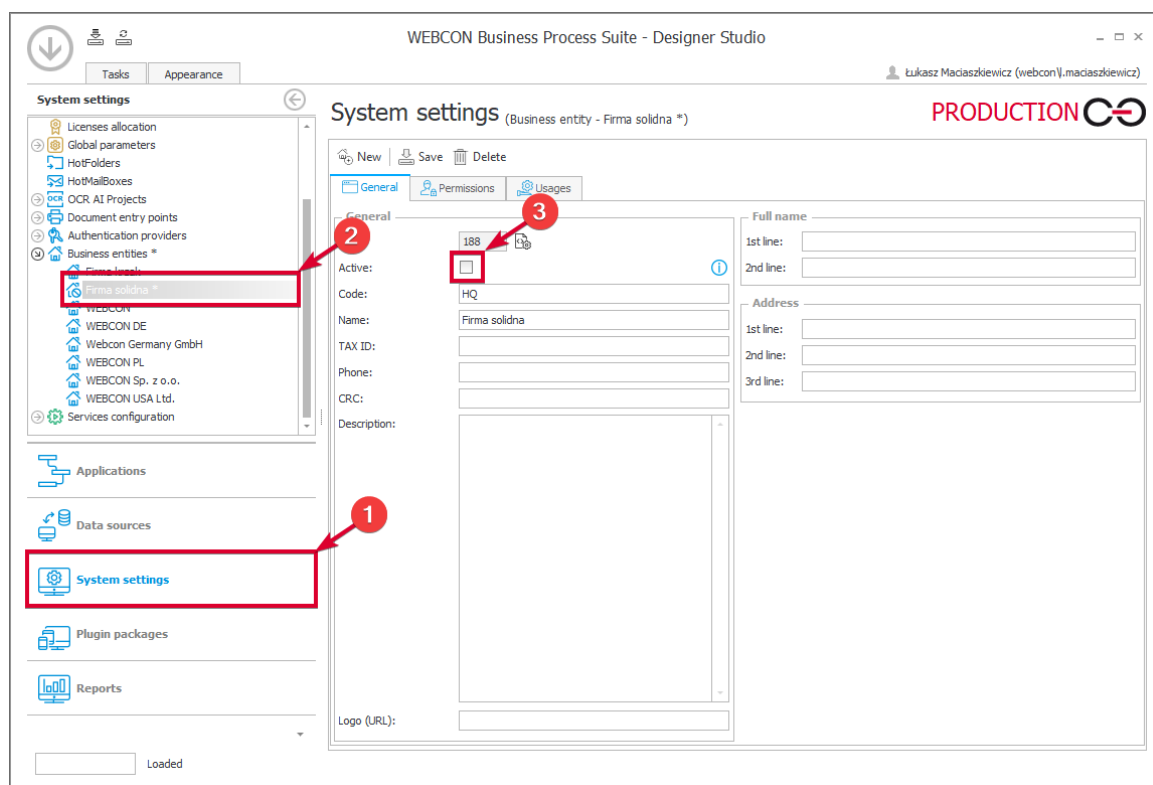 WEBCON Business Process Suite - Designer Studio
Tasks Appearance
Łukasz Maciaszkiewicz (webcon\l.maciaszkiewicz)
System settings
Licenses allocation
Global parameters
HotFolders
HotMailBoxes
OCR OCR AI Projects
Document entry points
Authentication providers
Business entities *
Firma krzak
Firma solidna *
WEBCON
WEBCON DE
Webcon Germany GmbH
WEBCON PL
WEBCON Sp. z o.o.
WEBCON USA Ltd.
Services configuration
Applications
Data sources
System settings
Plugin packages
Reports
Loaded
System settings (Business entity - Firma solidna *)
PRODUCTION
New Save Delete
General Permissions Usages
General
188
Active:
Code: HQ
Name: Firma solidna
TAX ID:
Phone:
CRC:
Description:
Logo (URL):
Full name
1st line:
2nd line:
Address
1st line:
2nd line:
3rd line:
1
2
3